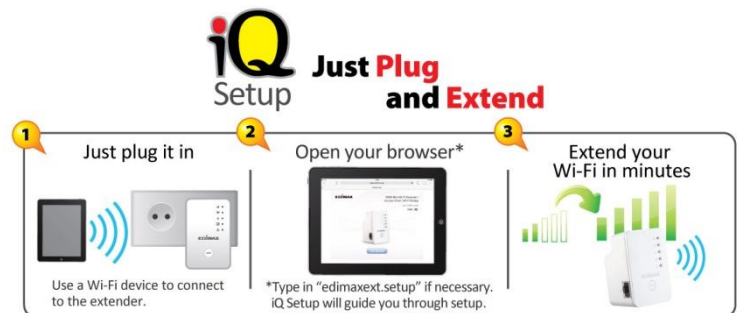 iQ
Setup
Just Plug
and Extend
1
Just plug it in
EDIMAX
Use a Wi-Fi device to connect
to the extender.
2
Open your browser*
EDIMAX
*Type in "edimaxext.setup" if necessary.
iQ Setup will guide you through setup.
3
Extend your
Wi-Fi in minutes